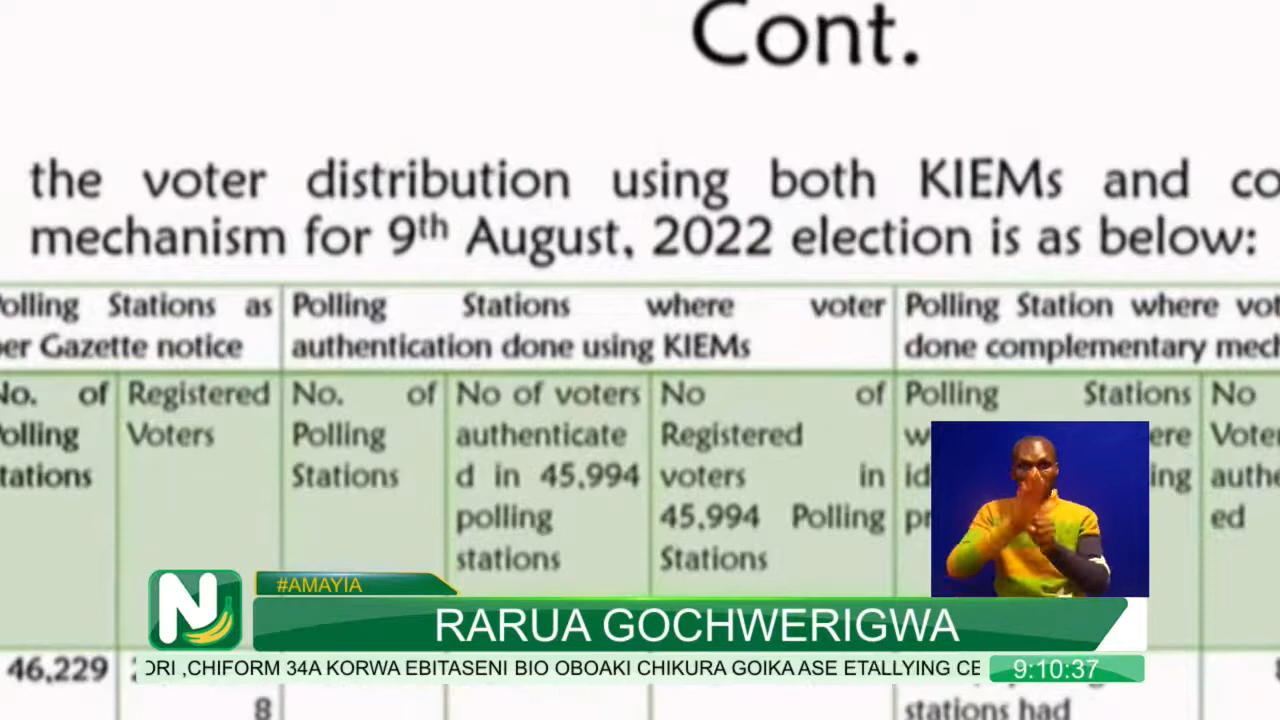 Cont.
the voter distribution using both KIEMs and co
mechanism for 9th August, 2022 election is as below:
olling Stations as
er Gazette notice
Polling Stations where voter
authentication done using KIEMs
Polling Station where vot
done complementary mech
No. of
olling
tations
Registered
Voters
No. of
Polling
Stations
No of voters
authenticate
d in 45,994
polling
stations
No of
Registered
voters in
45,994 Polling
Stations
Polling Stations
w ere
id ing
pr
No
Voter
authe
ed
N
#AMAYIA
RARUA GOCHWERIGWA
ORI ,CHIFORM 34A KORWA EBITASENI BIO OBOAKI CHIKURA GOIKA ASE ETALLYING CE
9:10:37
46,229
8
stations had